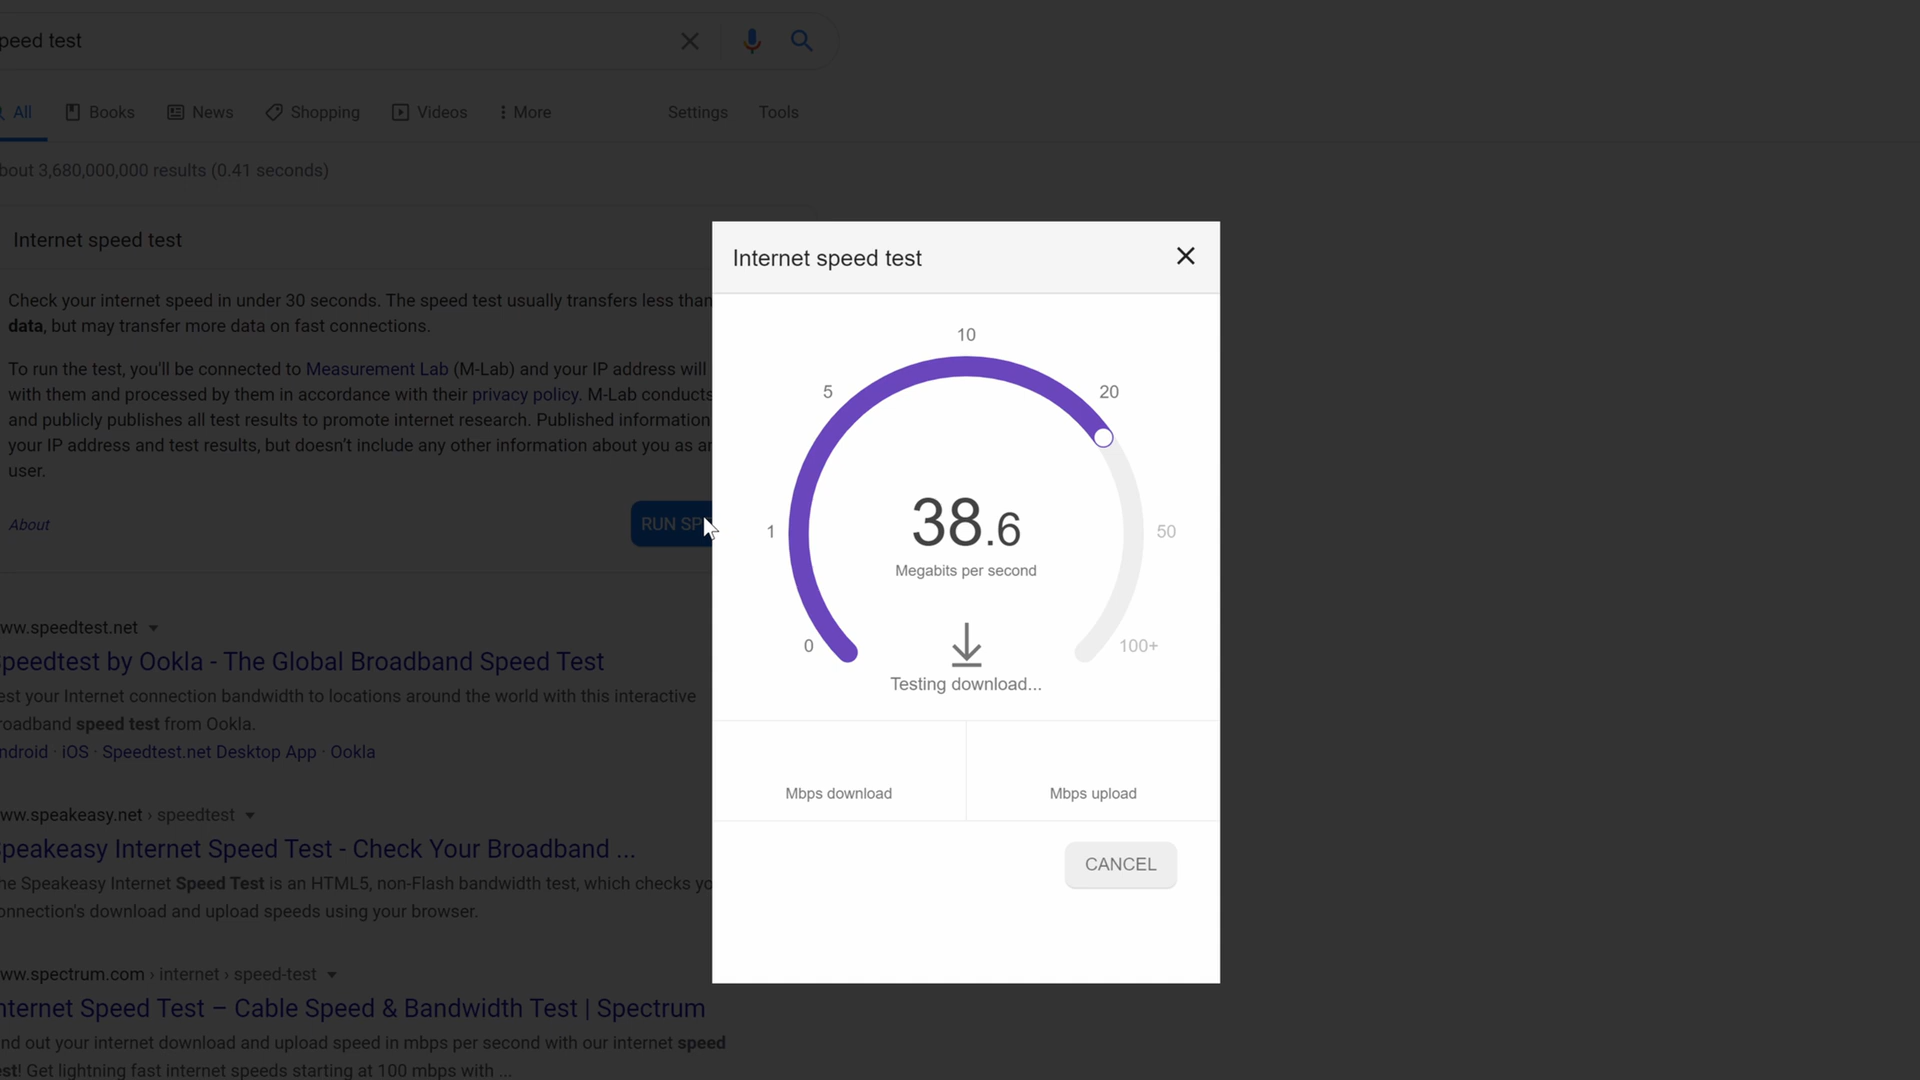 peed test
All
Books
News
Shopping
Videos
More
Settings
Tools
bout 3,680,000,000 results (0.41 seconds)
Internet speed test
Check your internet speed in under 30 seconds. The speed test usually transfers less than
data, but may transfer more data on fast connections.
To run the test, you'll be connected to Measurement Lab (M-Lab) and your IP address will
with them and processed by them in accordance with their privacy policy. M-Lab conducts
and publicly publishes all test results to promote internet research. Published information
your IP address and test results, but doesn't include any other information about you as an
user.
About
RUN SP
ww.speedtest.net
peedtest by Ookla - The Global Broadband Speed Test
est your Internet connection bandwidth to locations around the world with this interactive
roadband speed test from Ookla.
ndroid · iOS · Speedtest.net Desktop App · Ookla
ww.speakeasy.net › speedtest
peakeasy Internet Speed Test - Check Your Broadband ...
he Speakeasy Internet Speed Test is an HTML5, non-Flash bandwidth test, which checks yo
onnection's download and upload speeds using your browser.
ww.spectrum.com › internet › speed-test
nternet Speed Test – Cable Speed & Bandwidth Test | Spectrum
nd out your internet download and upload speed in mbps per second with our internet speed
est! Get lightning fast internet speeds starting at 100 mbps with ...
Internet speed test
10
5
20
1
50
0
100+
38.6
Megabits per second
Testing download...
Mbps download
Mbps upload
CANCEL